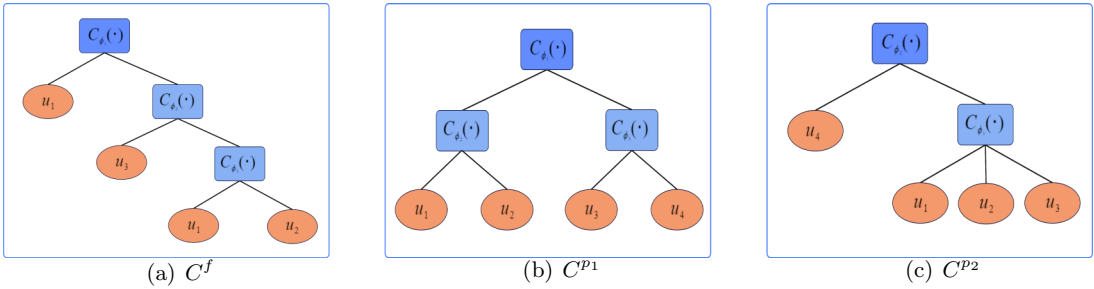 C_ϕ(·)
u_1
C_ϕ(·)
u_3
C_ϕ(·)
u_1 u_2
(a) C^f
C_ϕ(·)
C_ϕ(·) C_ϕ(·)
u_1 u_2 u_3 u_4
(b) C^{p_1}
C_ϕ(·)
u_4
C_ϕ(·)
u_1 u_2 u_3
(c) C^{p_2}